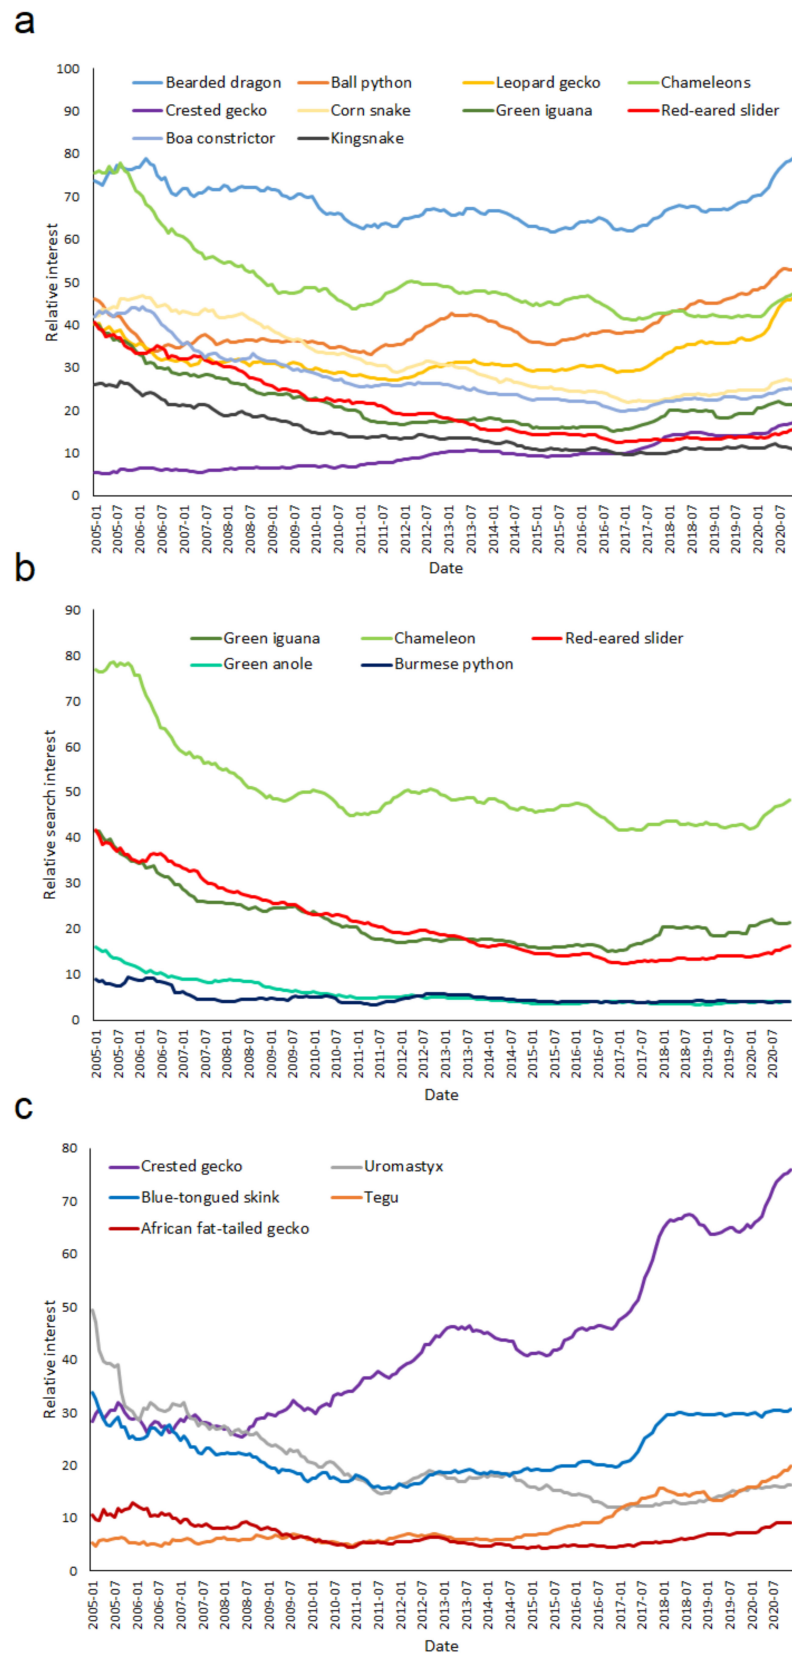 a
100
90
80
70
60
50
40
30
20
10
0
Relative interest
Bearded dragon Ball python Leopard gecko Chameleons
Crested gecko Corn snake Green iguana Red-eared slider
Boa constrictor Kingsnake
2005-01 2005-07 2006-01 2006-07 2007-01 2007-07 2008-01 2008-07 2009-01 2009-07 2010-01 2010-07 2011-01 2011-07 2012-01 2012-07 2013-01 2013-07 2014-01 2014-07 2015-01 2015-07 2016-01 2016-07 2017-01 2017-07 2018-01 2018-07 2019-01 2019-07 2020-01 2020-07
Date
b
90
80
70
60
50
40
30
20
10
0
Relative search interest
Green iguana Chameleon Red-eared slider
Green anole Burmese python
2005-01 2005-07 2006-01 2006-07 2007-01 2007-07 2008-01 2008-07 2009-01 2009-07 2010-01 2010-07 2011-01 2011-07 2012-01 2012-07 2013-01 2013-07 2014-01 2014-07 2015-01 2015-07 2016-01 2016-07 2017-01 2017-07 2018-01 2018-07 2019-01 2019-07 2020-01 2020-07
Date
c
80
70
60
50
40
30
20
10
0
Relative interest
Crested gecko Uromastyx
Blue-tongued skink Tegu
African fat-tailed gecko
2005-01 2005-07 2006-01 2006-07 2007-01 2007-07 2008-01 2008-07 2009-01 2009-07 2010-01 2010-07 2011-01 2011-07 2012-01 2012-07 2013-01 2013-07 2014-01 2014-07 2015-01 2015-07 2016-01 2016-07 2017-01 2017-07 2018-01 2018-07 2019-01 2019-07 2020-01 2020-07
Date